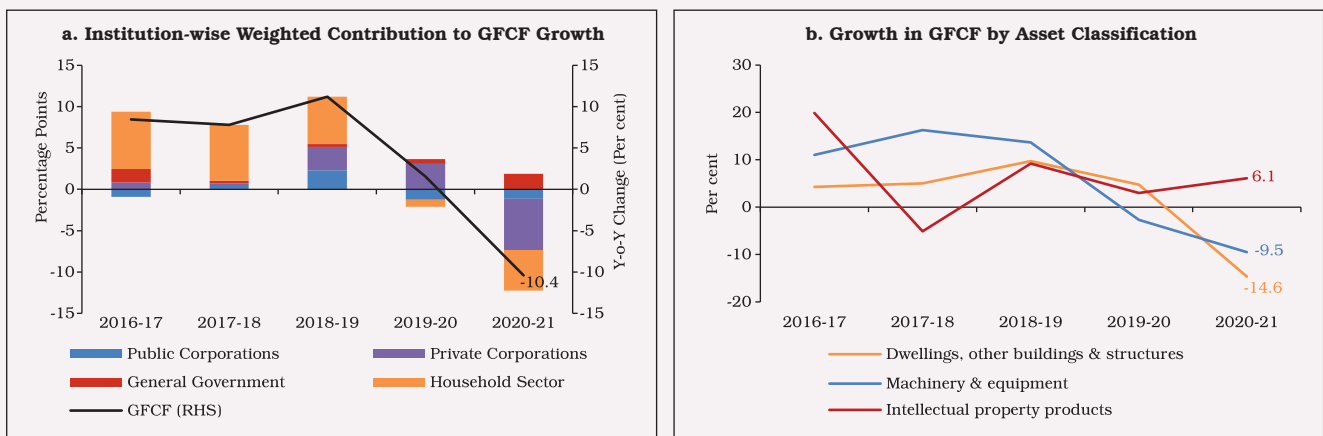 a. Institution-wise Weighted Contribution to GFCF Growth
15
10
5
0
-5
-10
-15
Percentage Points
15
10
5
0
-5
-10
-15
Y-o-Y Change (Per cent)
-10.4
2016-17 2017-18 2018-19 2019-20 2020-21
Public Corporations
Private Corporations
General Government
Household Sector
GFCF (RHS)
b. Growth in GFCF by Asset Classification
30
20
10
0
-10
-20
Per cent
6.1
-9.5
-14.6
2016-17 2017-18 2018-19 2019-20 2020-21
Dwellings, other buildings & structures
Machinery & equipment
Intellectual property products